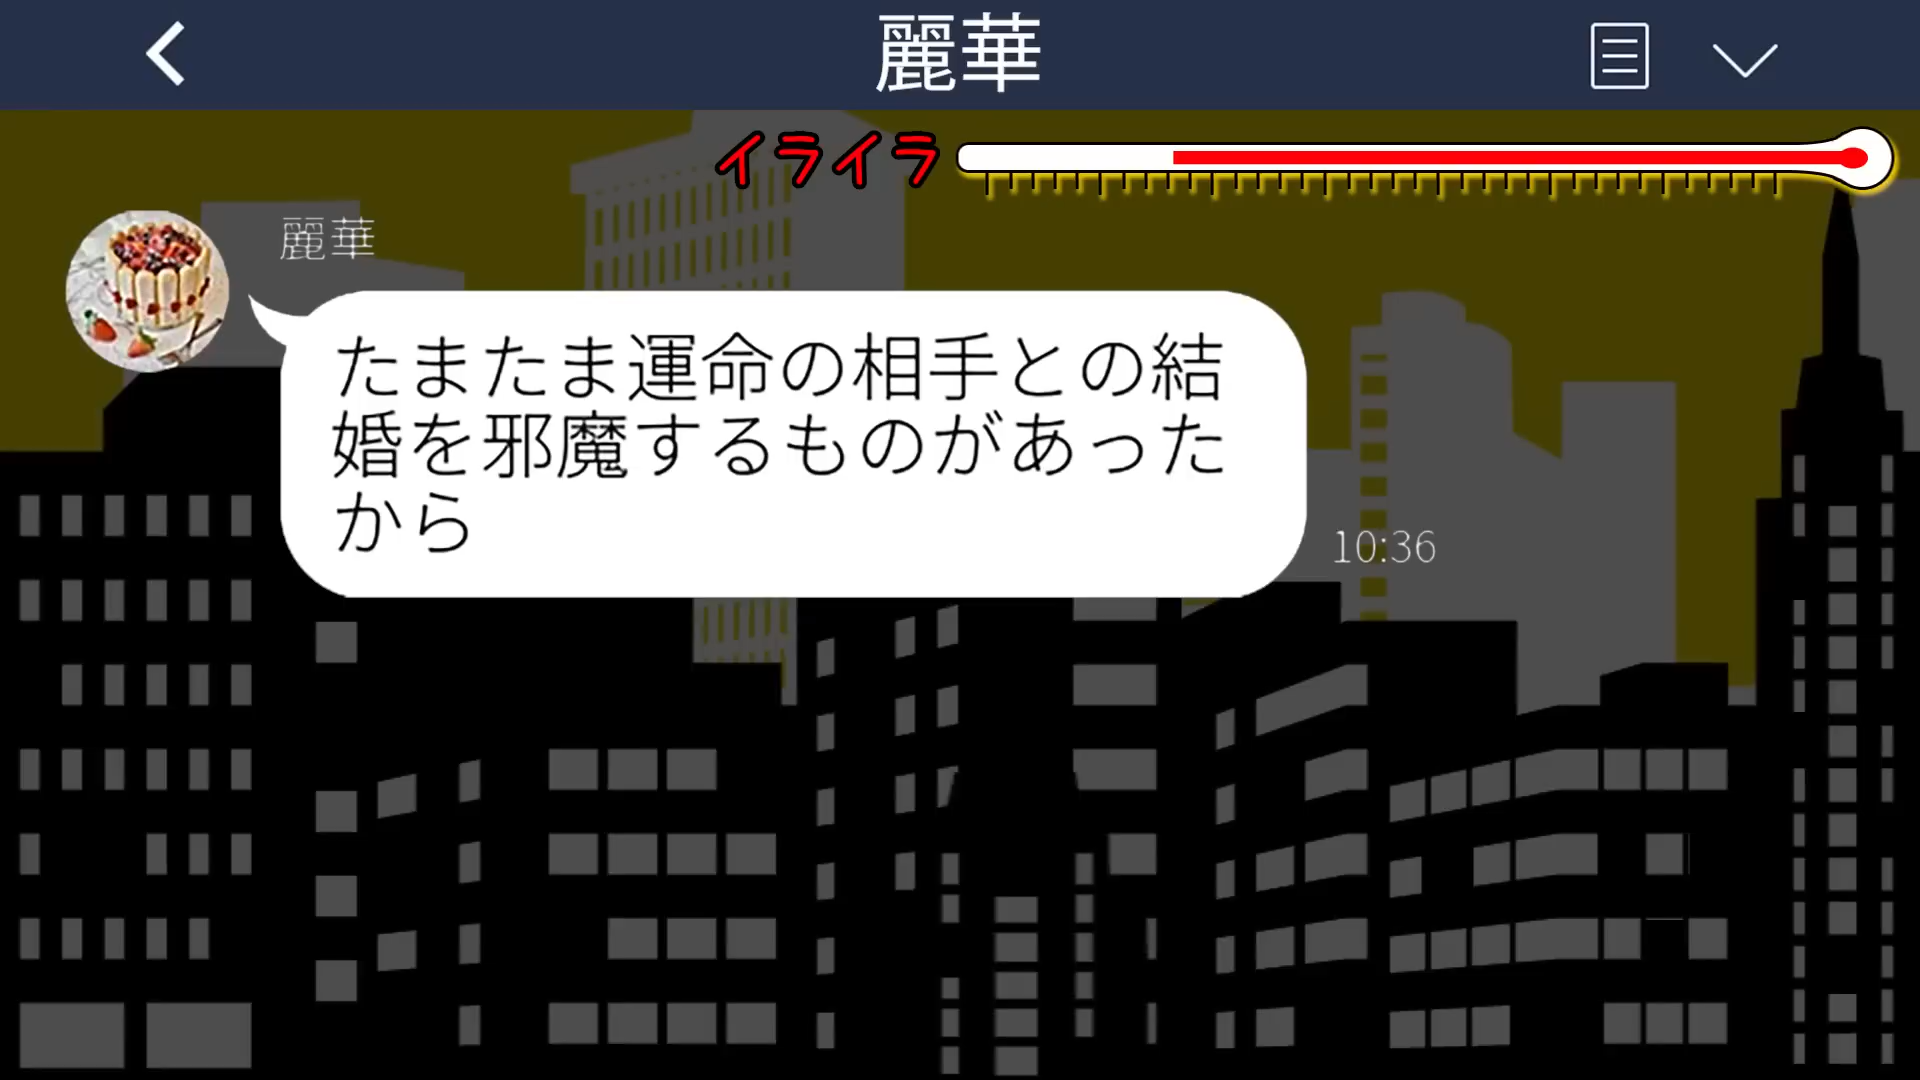 麗華
イライラ
麗華
たまたま運命の相手との結
婚を邪魔するものがあった
から
10:36